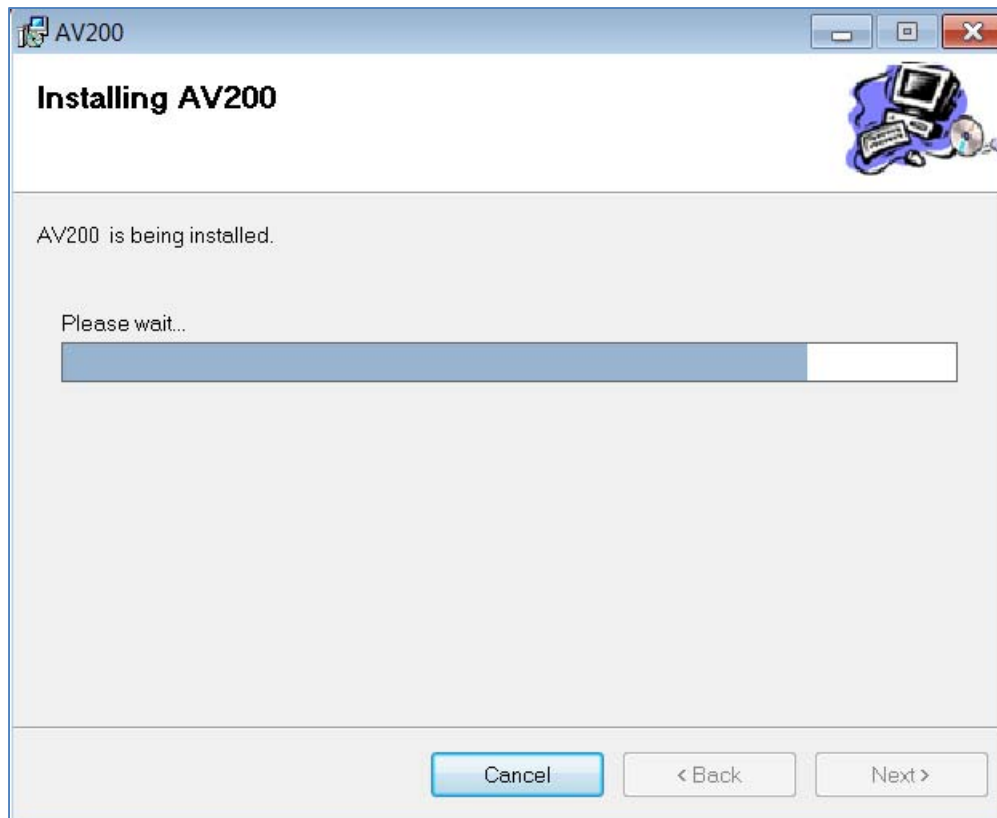 AV200
Installing AV200
AV200 is being installed.
Please wait...
Cancel
< Back
Next >